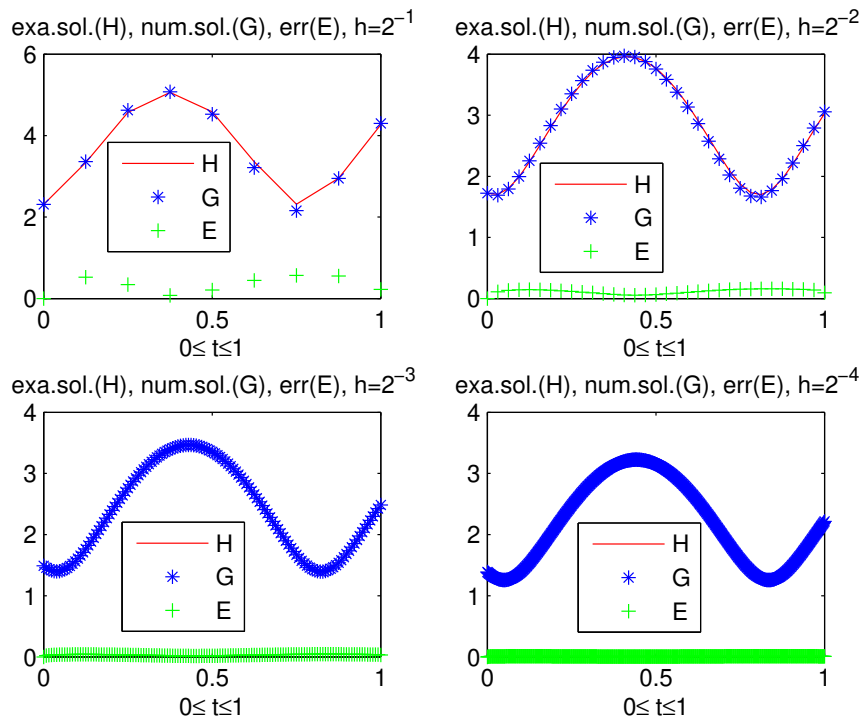 exa.sol.(H), num.sol.(G), err(E), h=2⁻¹
6
4
2
0
0
0.5
1
0≤ t≤1
H
G
E
exa.sol.(H), num.sol.(G), err(E), h=2⁻²
4
3
2
1
0
0
0.5
1
0≤ t≤1
H
G
E
exa.sol.(H), num.sol.(G), err(E), h=2⁻³
4
3
2
1
0
0
0.5
1
0≤ t≤1
H
G
E
exa.sol.(H), num.sol.(G), err(E), h=2⁻⁴
4
3
2
1
0
0
0.5
1
0≤ t≤1
H
G
E